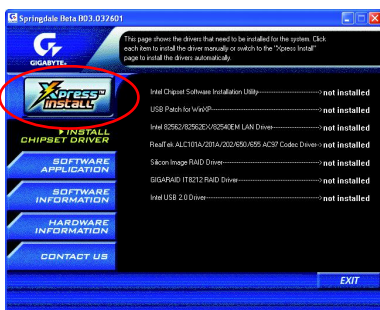 Springdale Beta B03.032601
This page shows the drivers that need to be installed for the system. Click
each item to install the driver manually or switch to the "Xpress Install"
page to install the drivers automatically.
G
GIGABYTE™
Xpress™
INSTALL
Intel Chipset Software Installation Utility---> not installed
USB Patch for WinXP---> not installed
Intel 82562/82562EX/82540EM LAN Driver---> not installed
RealTek ALC101A/201A/202/650/655 AC97 Codec Driver-> not installed
Silicon Image RAID Driver---> not installed
GIGARAID IT8212 RAID Driver---> not installed
Intel USB 2.0 Driver---> not installed
INSTALL
CHIPSET DRIVER
SOFTWARE
APPLICATION
SOFTWARE
INFORMATION
HARDWARE
INFORMATION
CONTACT US
EXIT